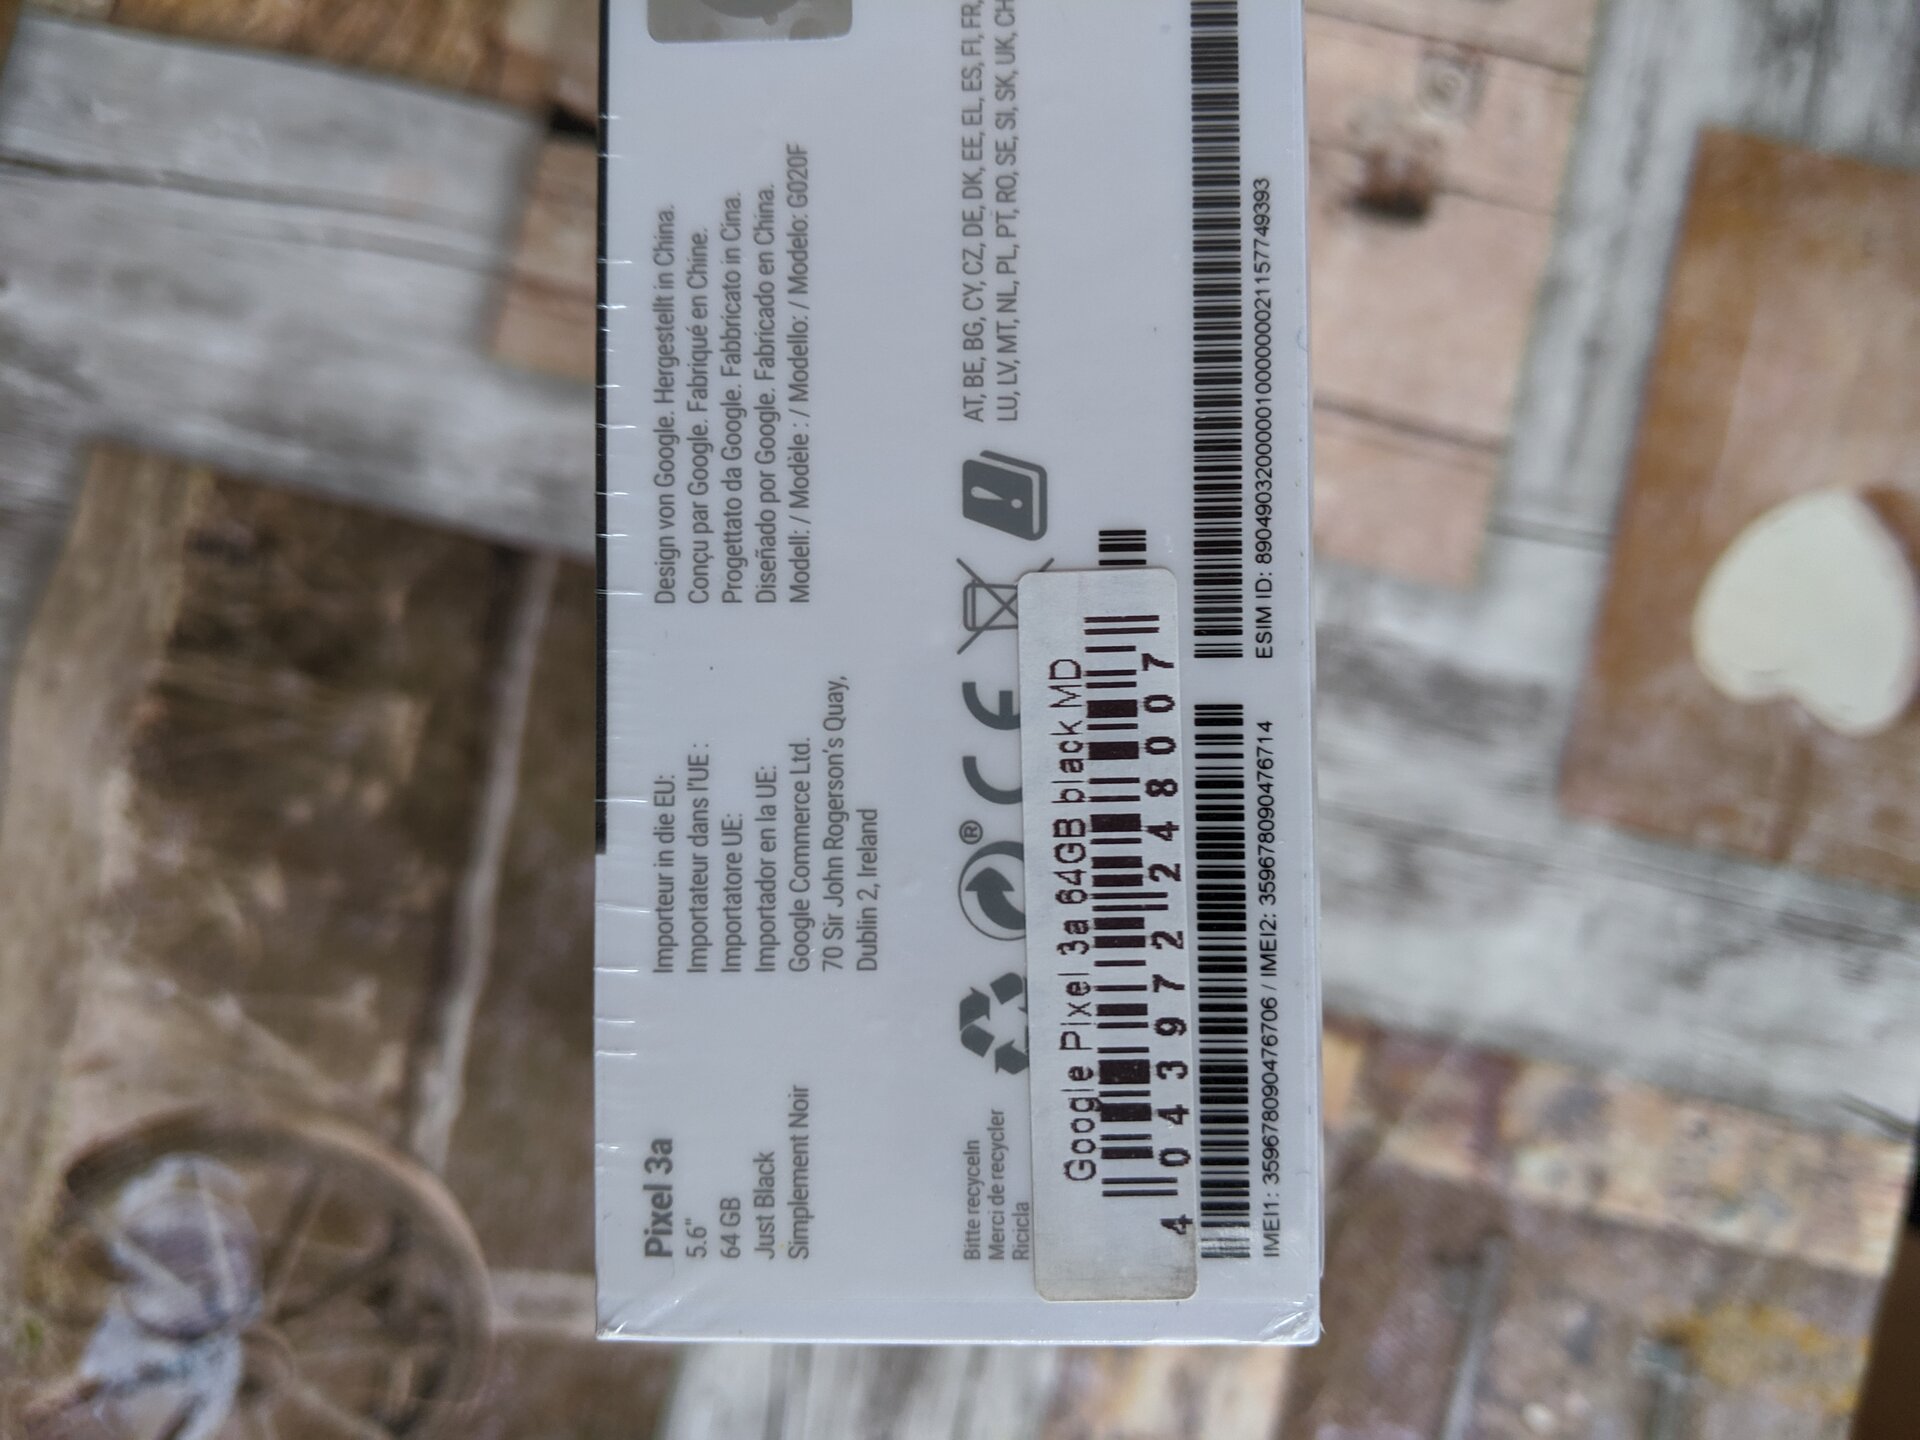 Pixel 3a
5.6"
64 GB
Just Black
Simplement Noir
Importeur in die EU:
Importateur dans l'UE :
Importatore UE:
Importador en la UE:
Google Commerce Ltd.
70 Sir John Rogerson's Quay,
Dublin 2, Ireland
Design von Google. Hergestellt in China.
Conçu par Google. Fabriqué en Chine.
Progettato da Google. Fabbricato in Cina.
Diseñado por Google. Fabricado en China.
Modell: / Modèle : / Modello: / Modelo: G020F
Bitte recyceln
Merci de recycler
Ricicla
®
CE
AT, BE, BG, CY, CZ, DE, DK, EE, EL, ES, FI, FR,
LU, LV, MT, NL, PL, PT, RO, SE, SI, SK, UK, CH
Google Pixel 3a 64GB black MD
4 043972 248007
IMEI1: 359678090476706 / IMEI2: 359678090476714
ESIM ID: 89049032000001000000021157749393